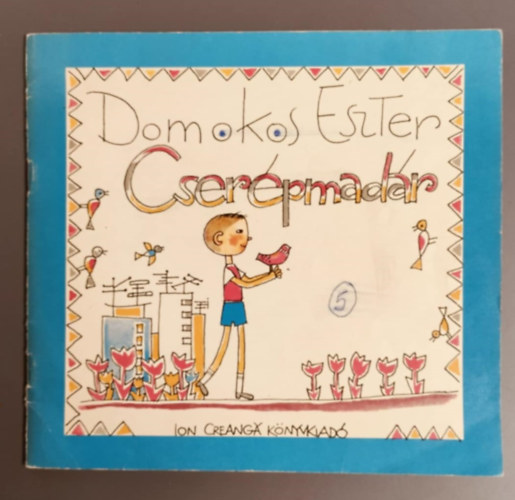 Domokos Eszter
Cserépmadár
5
Ion Creangă Könyvkiadó